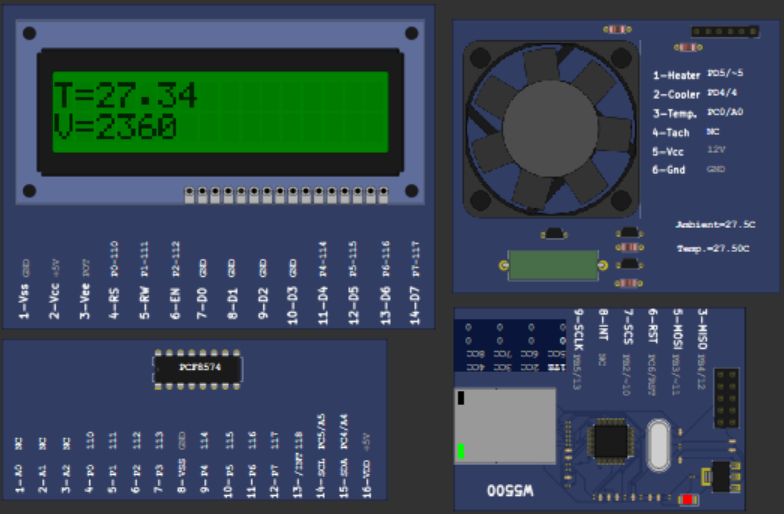 T=27.34
V=2360
1-Vss GND
2-Vcc +5V
3-Vee POT
4-RS P0-110
5-RW P1-111
6-EN P2-112
7-D0 GND
8-D1 GND
9-D2 GND
10-D3 GND
11-D4 P4-114
12-D5 P5-115
13-D6 P6-116
14-D7 P7-117
1-Heater PD5/~5
2-Cooler PD4/4
3-Temp. PC0/A0
4-Tach NC
5-Vcc 12V
6-Gnd GND
Ambient=27.5C
Temp.=27.50C
PCF8574
1-A0 NC
2-A1 NC
3-A2 NC
4-P0 110
5-P1 111
6-P2 112
7-P3 113
8-VSS GND
9-P4 114
10-P5 115
11-P6 116
12-P7 117
13-/INT 118
14-SCL PC5/A5
15-SDA PC4/A4
16-VDD +5V
9-SCLK PB5/13
8-INT NC
7-SCS PB2/~10
6-RST PC6/RST
5-MOSI PB3/~11
3-MISO PB4/12
W5500